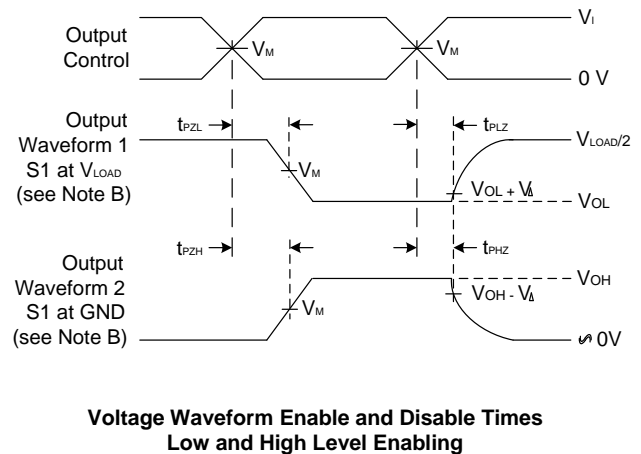 Output
Control
VM
VM
VI
0 V
Output
Waveform 1
S1 at VLOAD
(see Note B)
tPZL
VM
tPLZ
VLOAD/2
VOL + VΔ
VOL
Output
Waveform 2
S1 at GND
(see Note B)
tPZH
VM
tPHZ
VOH
VOH - VΔ
∽0V
Voltage Waveform Enable and Disable Times
Low and High Level Enabling